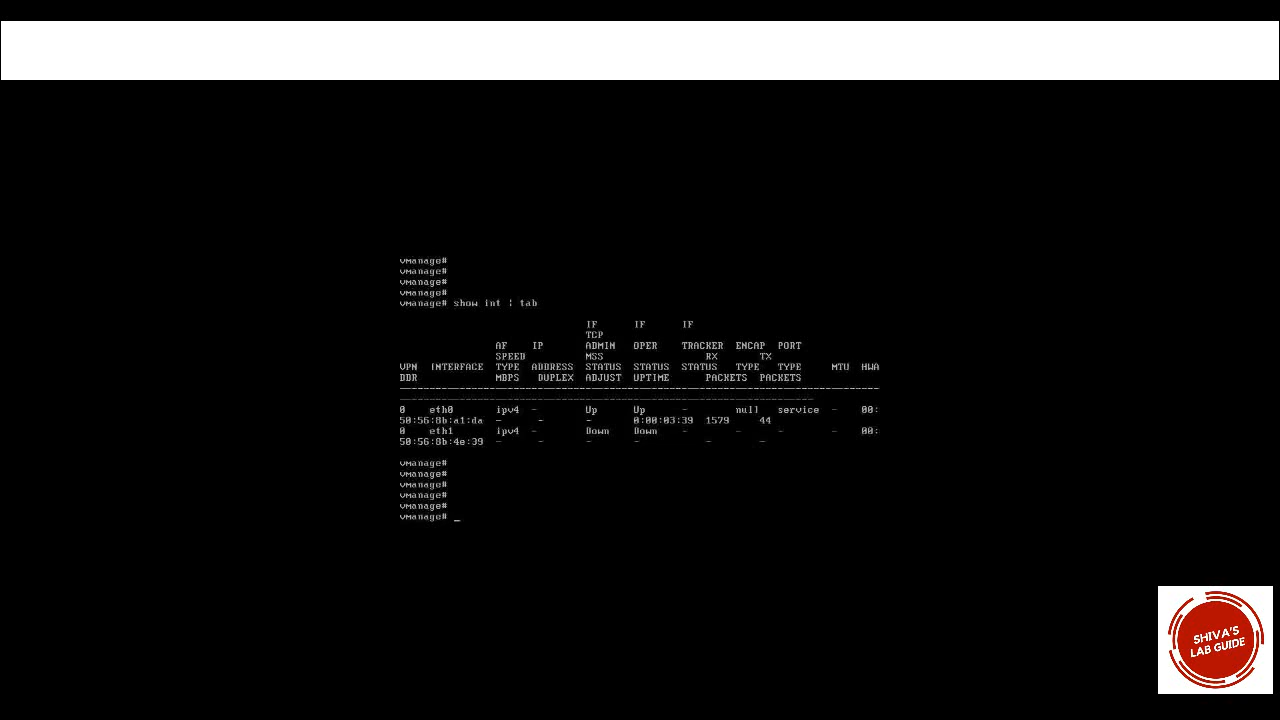 vmanage#
vmanage#
vmanage#
vmanage#
vmanage# show int | tab
IF IF IF
TCP
AF IP ADMIN OPER TRACKER ENCAP PORT
SPEED MSS RX TX
VPN INTERFACE TYPE ADDRESS STATUS STATUS STATUS TYPE TYPE MTU HWA
DDR MBPS DUPLEX ADJUST UPTIME PACKETS PACKETS
--------------------------------------------------------------------------------
---------------------------------------------------------------------
0 eth0 ipv4 - Up Up - null service - 00:
50:56:8b:a1:da - - - 0:00:03:39 1579 44
0 eth1 ipv4 - Down Down - - - - 00:
50:56:8b:4e:39 - - - - - -
vmanage#
vmanage#
vmanage#
vmanage#
vmanage#
vmanage# _
SHIVA'S
LAB GUIDE